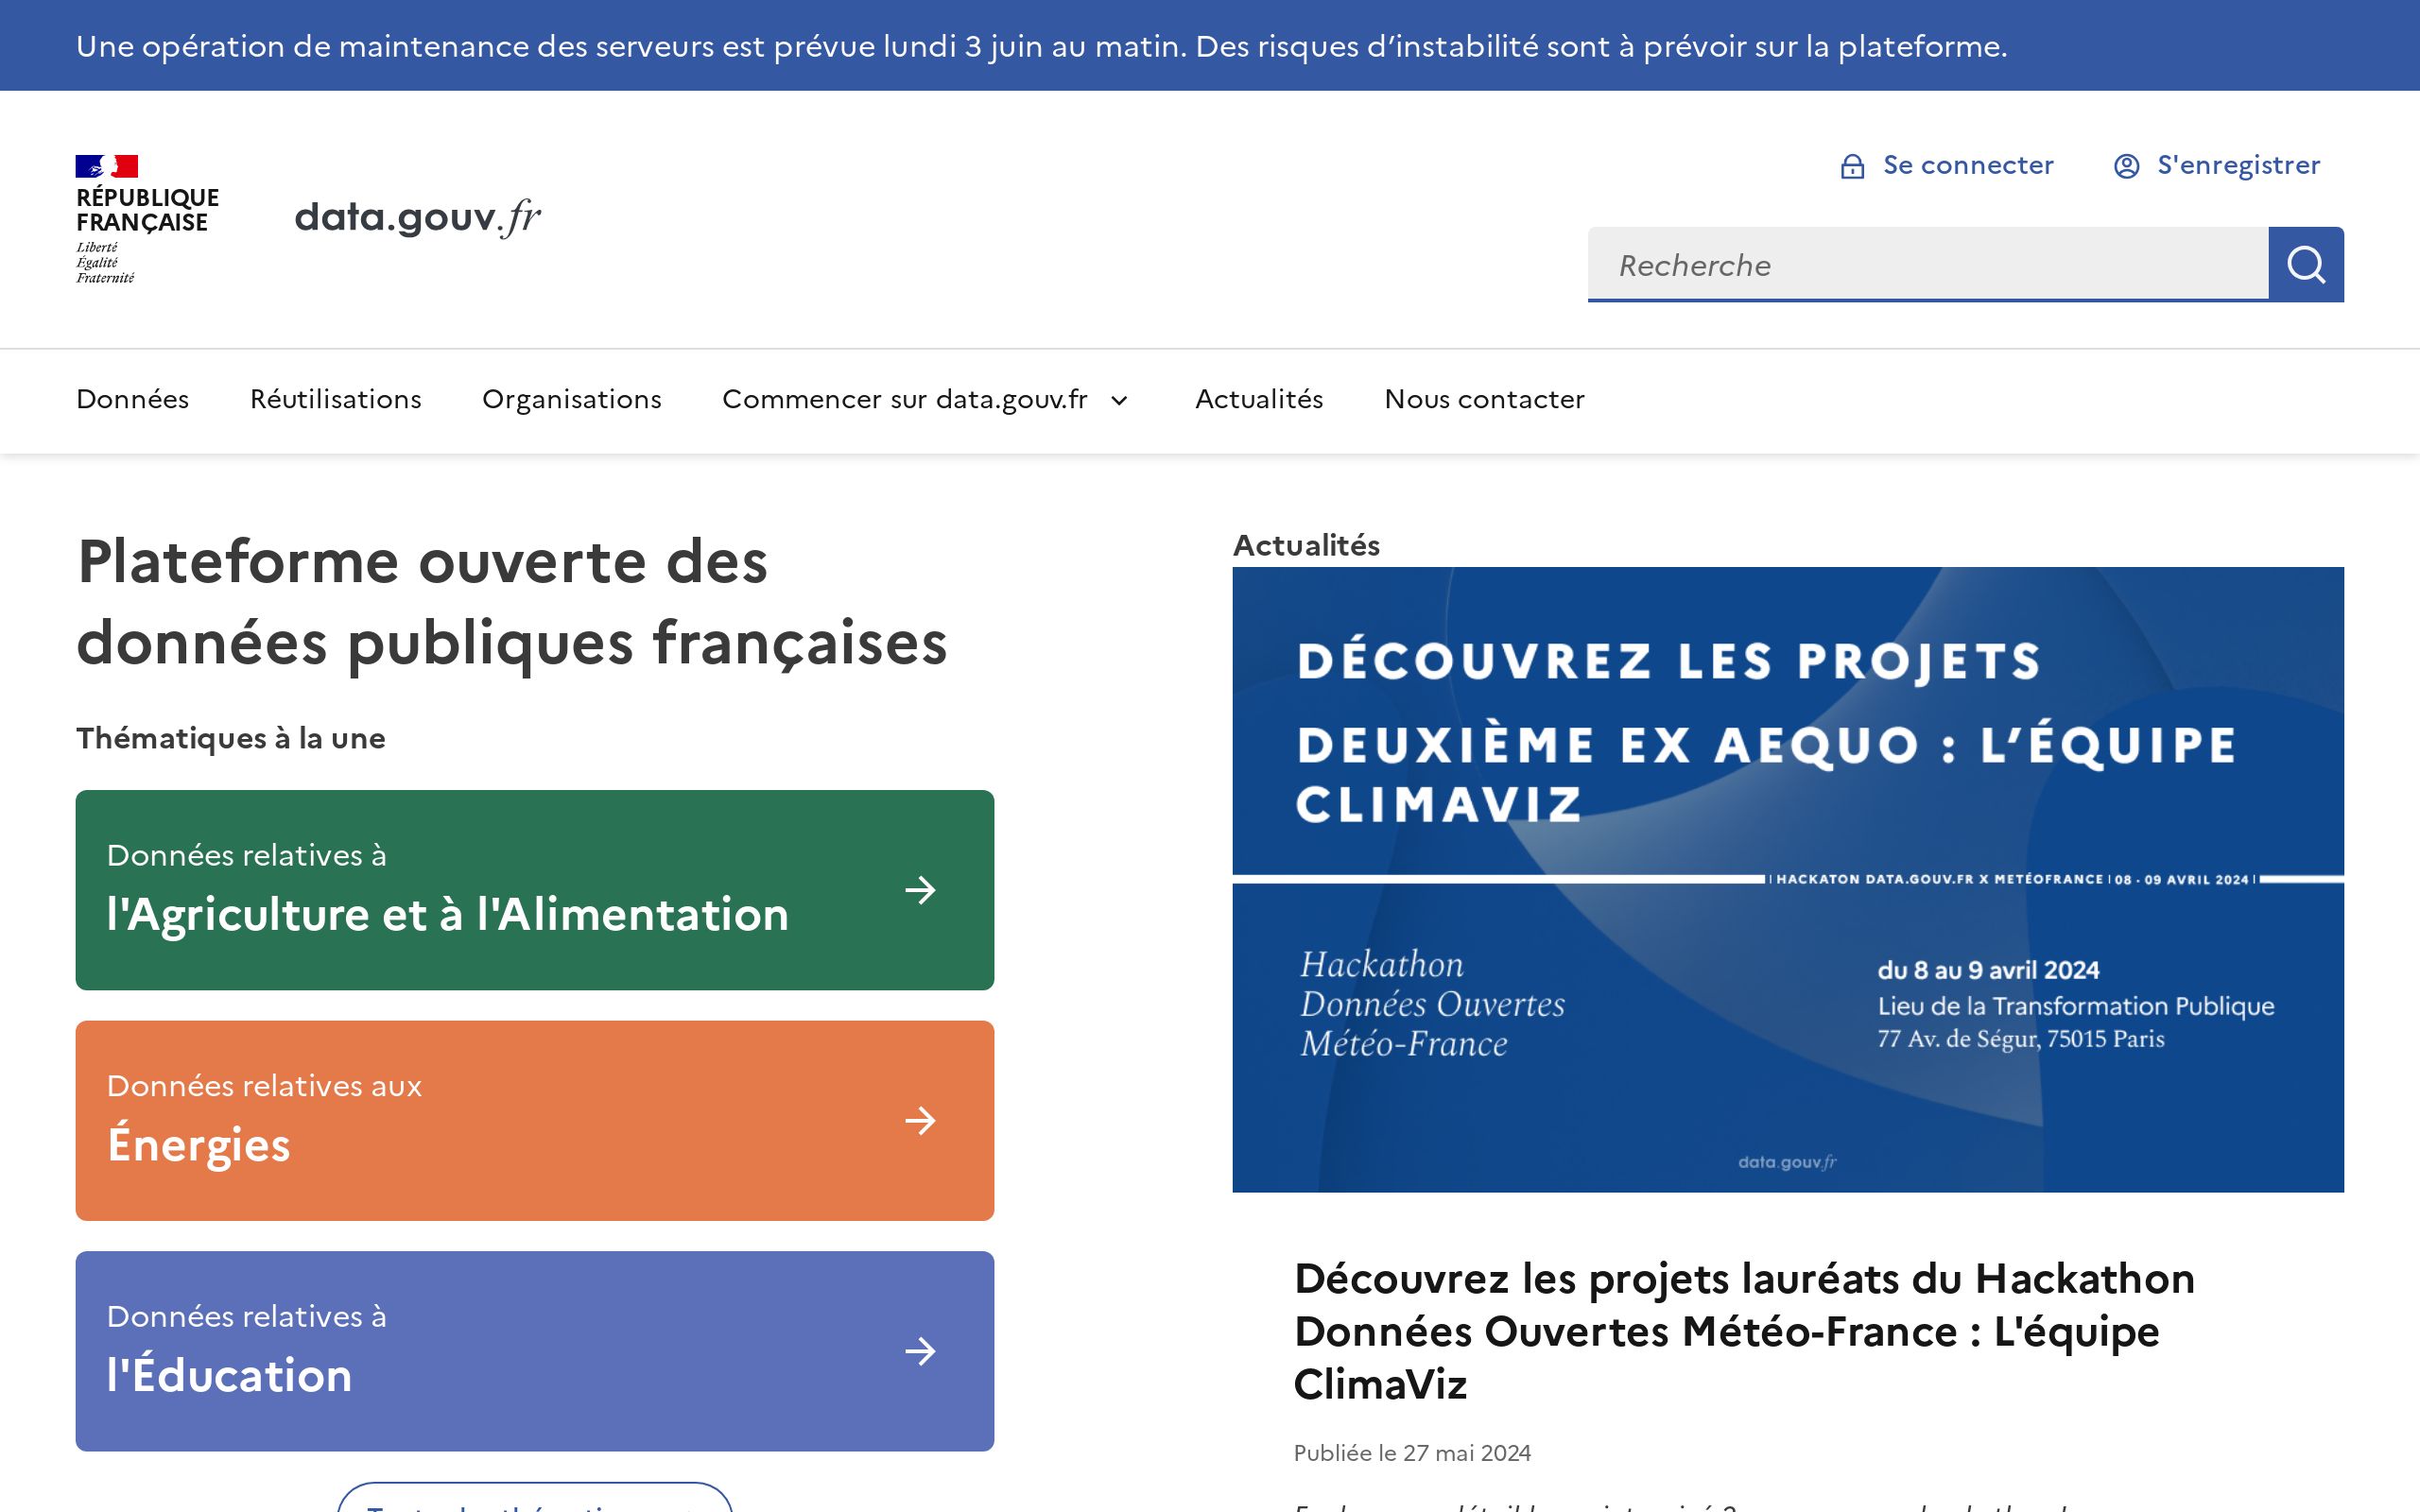 Une opération de maintenance des serveurs est prévue lundi 3 juin au matin. Des risques d’instabilité sont à prévoir sur la plateforme.
RÉPUBLIQUE
FRANÇAISE
Liberté
Égalité
Fraternité
data.gouv.fr
Se connecter
S'enregistrer
Recherche
Données
Réutilisations
Organisations
Commencer sur data.gouv.fr
Actualités
Nous contacter
Plateforme ouverte des
données publiques françaises
Thématiques à la une
Données relatives à
l'Agriculture et à l'Alimentation
Données relatives aux
Énergies
Données relatives à
l'Éducation
Actualités
DÉCOUVREZ LES PROJETS
DEUXIÈME EX AEQUO : L’ÉQUIPE
CLIMAVIZ
HACKATON DATA.GOUV.FR X METÉOFRANCE | 08 - 09 AVRIL 2024
Hackathon
Données Ouvertes
Météo-France
du 8 au 9 avril 2024
Lieu de la Transformation Publique
77 Av. de Ségur, 75015 Paris
data.gouv.fr
Découvrez les projets lauréats du Hackathon
Données Ouvertes Météo-France : L'équipe
ClimaViz
Publiée le 27 mai 2024